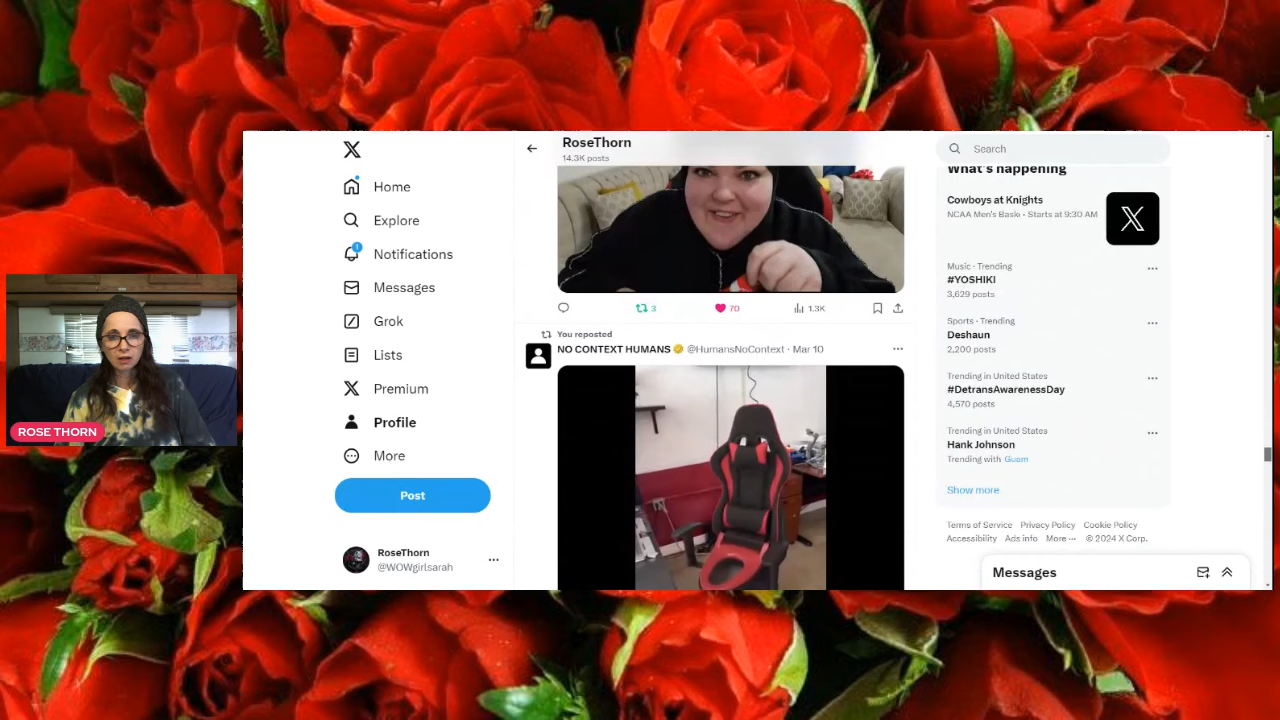 RoseThorn
14.3K posts
Home
Explore
Notifications
Messages
Grok
Lists
Premium
Profile
More
Post
RoseThorn
@WOWgirlsarah
ROSE THORN
3
70
1.3K
You reposted
NO CONTEXT HUMANS @HumansNoContext · Mar 10
Search
What's happening
Cowboys at Knights
NCAA Men's Bask · Starts at 9:30 AM
Music · Trending
#YOSHIKI
3,629 posts
Sports · Trending
Deshaun
2,200 posts
Trending in United States
#DetransAwarenessDay
4,570 posts
Trending in United States
Hank Johnson
Trending with Guam
Show more
Terms of Service Privacy Policy Cookie Policy
Accessibility Ads info More ··· © 2024 X Corp.
Messages